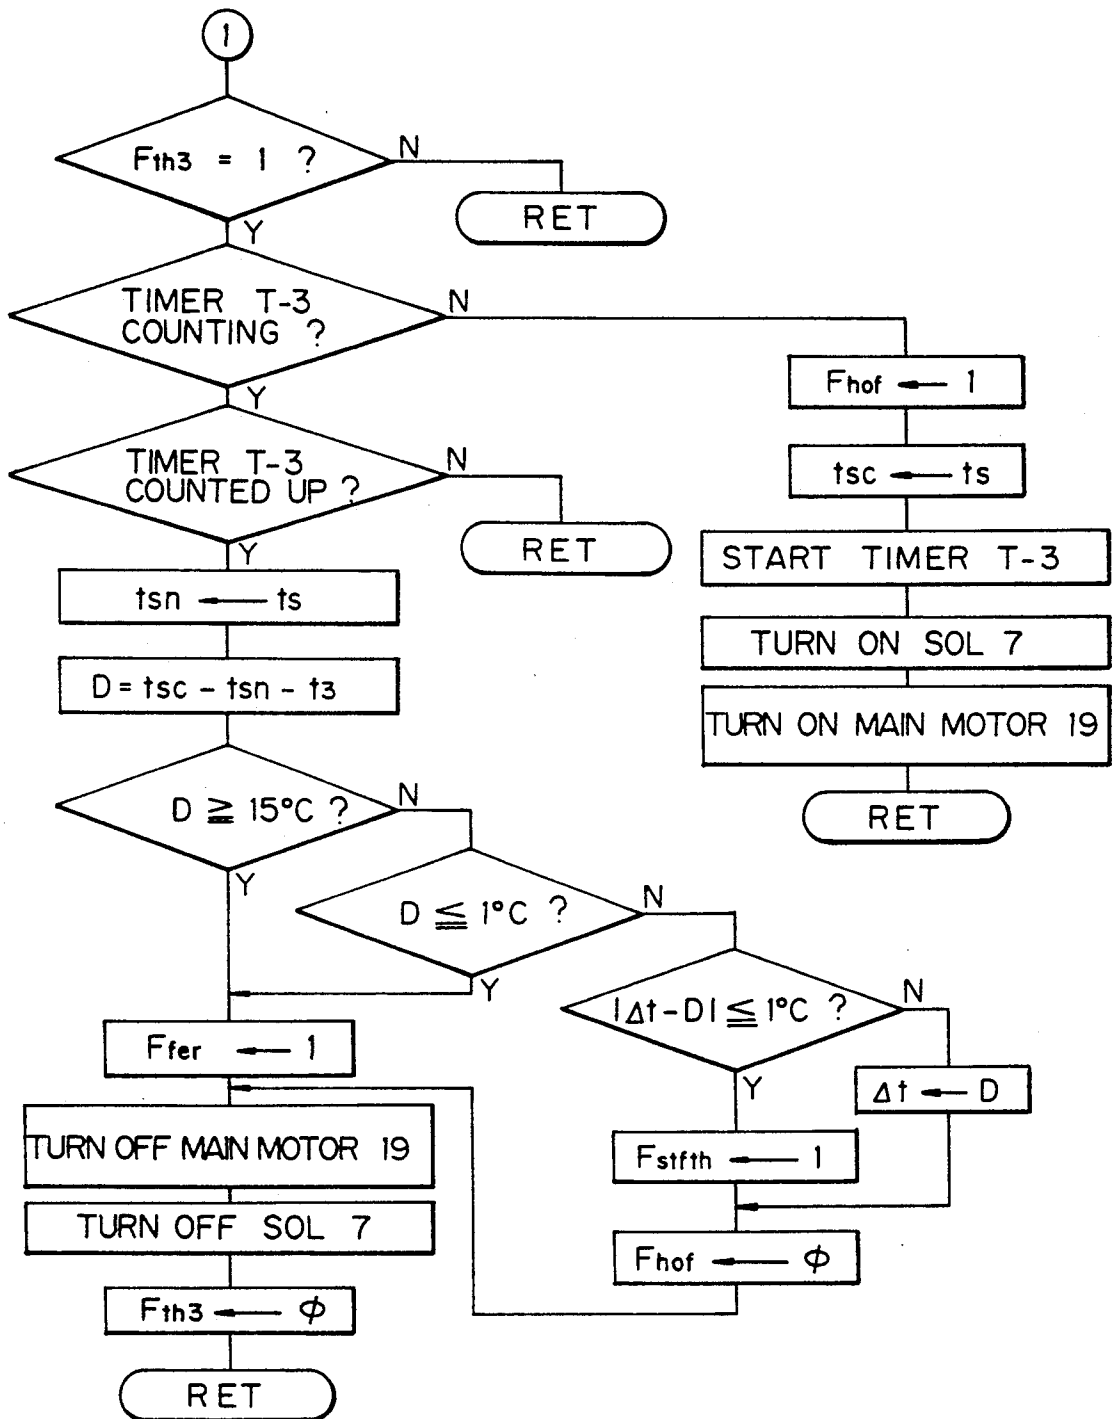 1
Fth3 = 1 ?
N
RET
Y
TIMER T-3
COUNTING ?
N
Y
Fhof ← 1
tsc ← ts
START TIMER T-3
TURN ON SOL 7
TURN ON MAIN MOTOR 19
RET
TIMER T-3
COUNTED UP ?
N
RET
Y
tsn ← ts
D = tsc - tsn - t3
D ≧ 15°C ?
N
Y
D ≦ 1°C ?
N
Y
|Δt-D| ≦ 1°C ?
N
Y
Δt ← D
Fstfth ← 1
Fhof ← ϕ
Ffer ← 1
TURN OFF MAIN MOTOR 19
TURN OFF SOL 7
Fth3 ← ϕ
RET